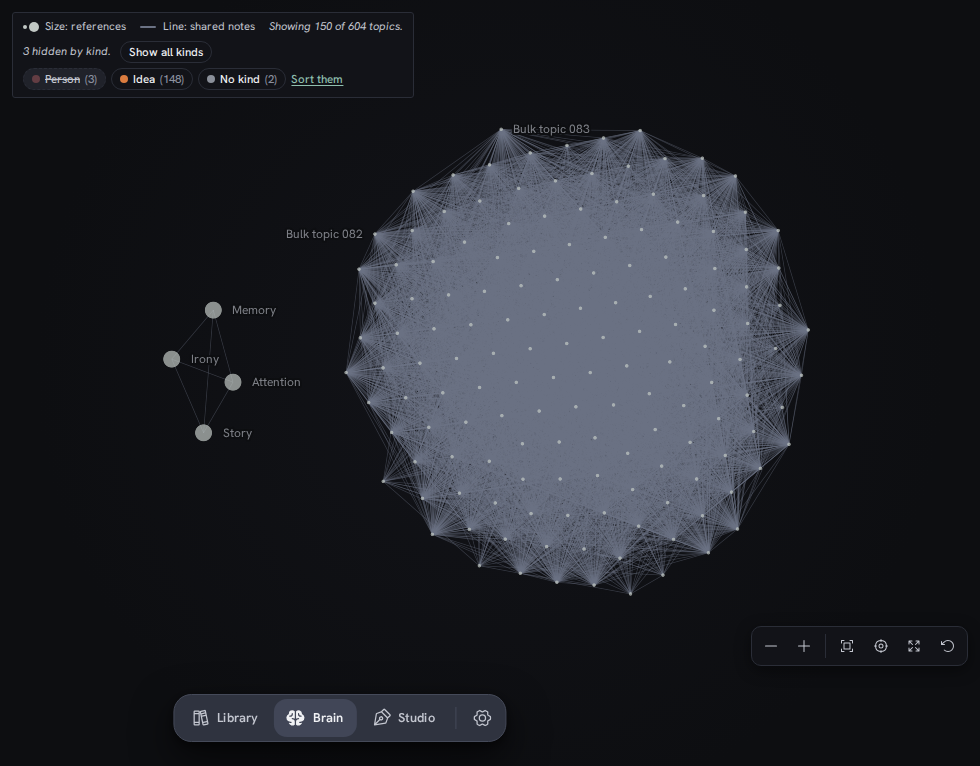 Size: references Line: shared notes Showing 150 of 604 topics.
3 hidden by kind. Show all kinds
Person (3) Idea (148) No kind (2) Sort them
Bulk topic 083
Bulk topic 082
Memory
Irony
Attention
Story
Library Brain Studio